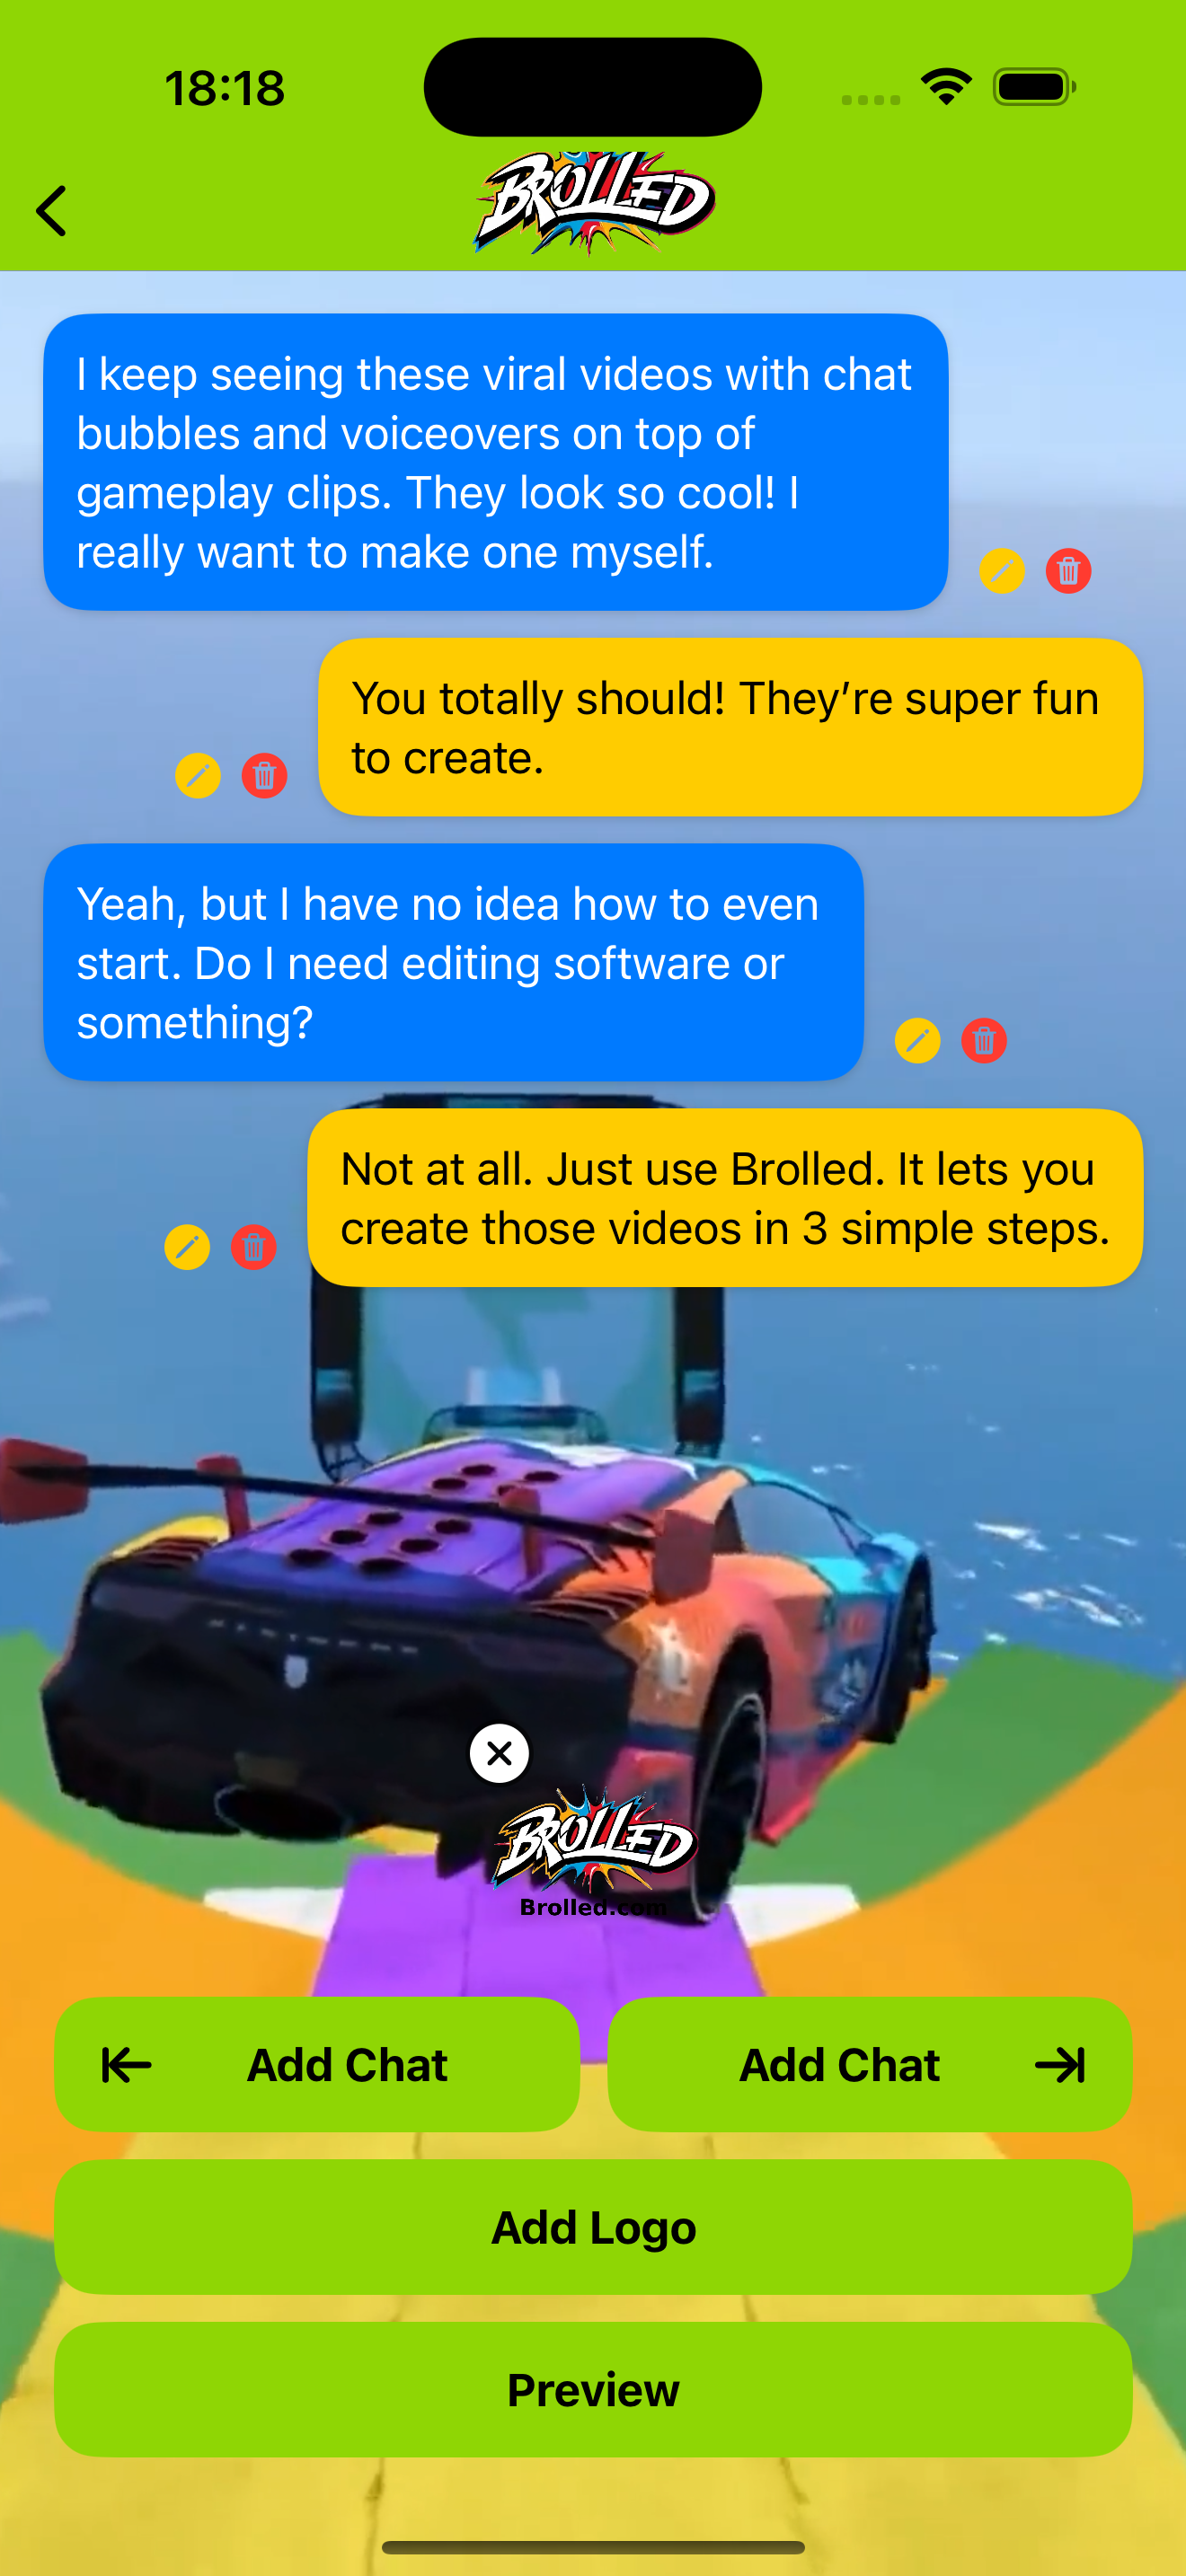 18:18
BROLLED
I keep seeing these viral videos with chat
bubbles and voiceovers on top of
gameplay clips. They look so cool! I
really want to make one myself.
You totally should! They’re super fun
to create.
Yeah, but I have no idea how to even
start. Do I need editing software or
something?
Not at all. Just use Brolled. It lets you
create those videos in 3 simple steps.
BROLLED
Brolled.com
Add Chat
Add Chat
Add Logo
Preview